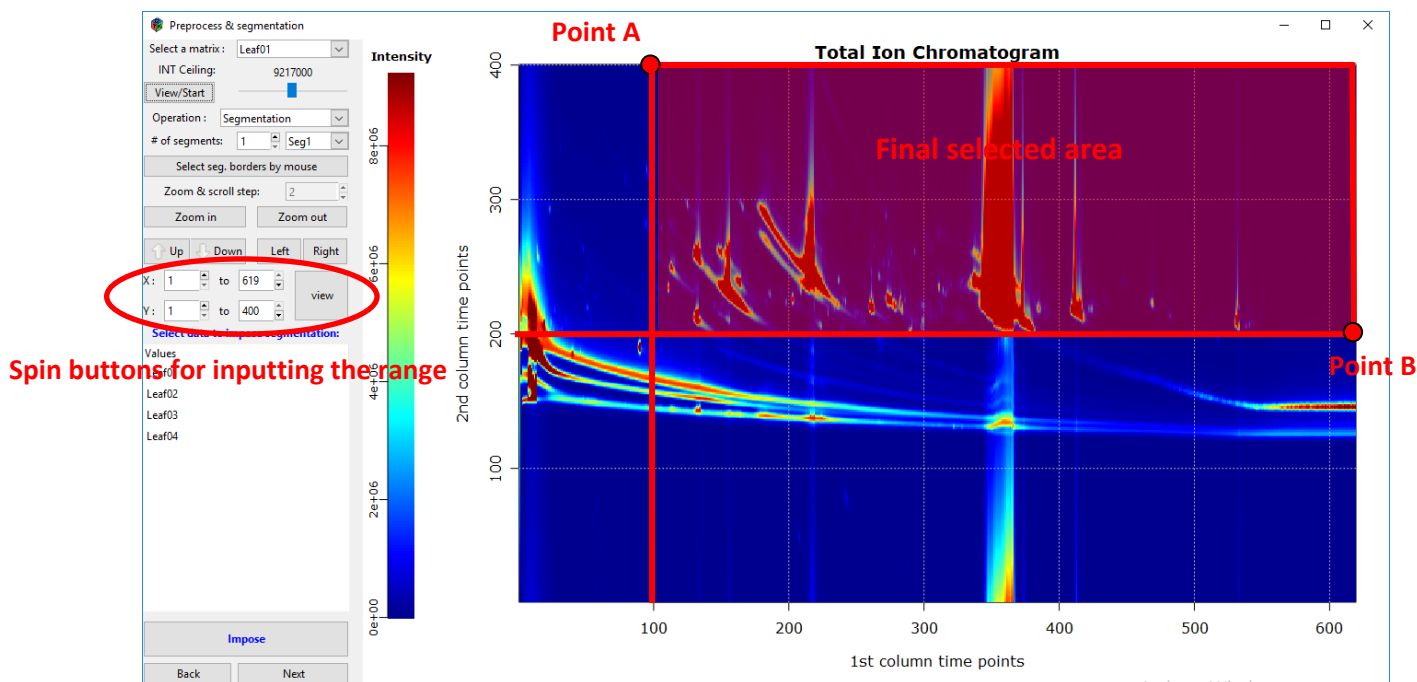 Preprocess & segmentation
Select a matrix : Leaf01
INT Ceiling: 9217000
View/Start
Operation : Segmentation
# of segments: 1 Seg1
Select seg. borders by mouse
Zoom & scroll step: 2
Zoom in Zoom out
Up Down Left Right
X : 1 to 619
view
Y : 1 to 400
Select data to impose segmentation:
Values
Leaf01
Leaf02
Leaf03
Leaf04
Spin buttons for inputting the range
Impose
Back Next
Intensity
8e+06
6e+06
4e+06
2e+06
0e+00
Point A
Total Ion Chromatogram
Final selected area
Point B
2nd column time points
400
300
200
100
100 200 300 400 500 600
1st column time points